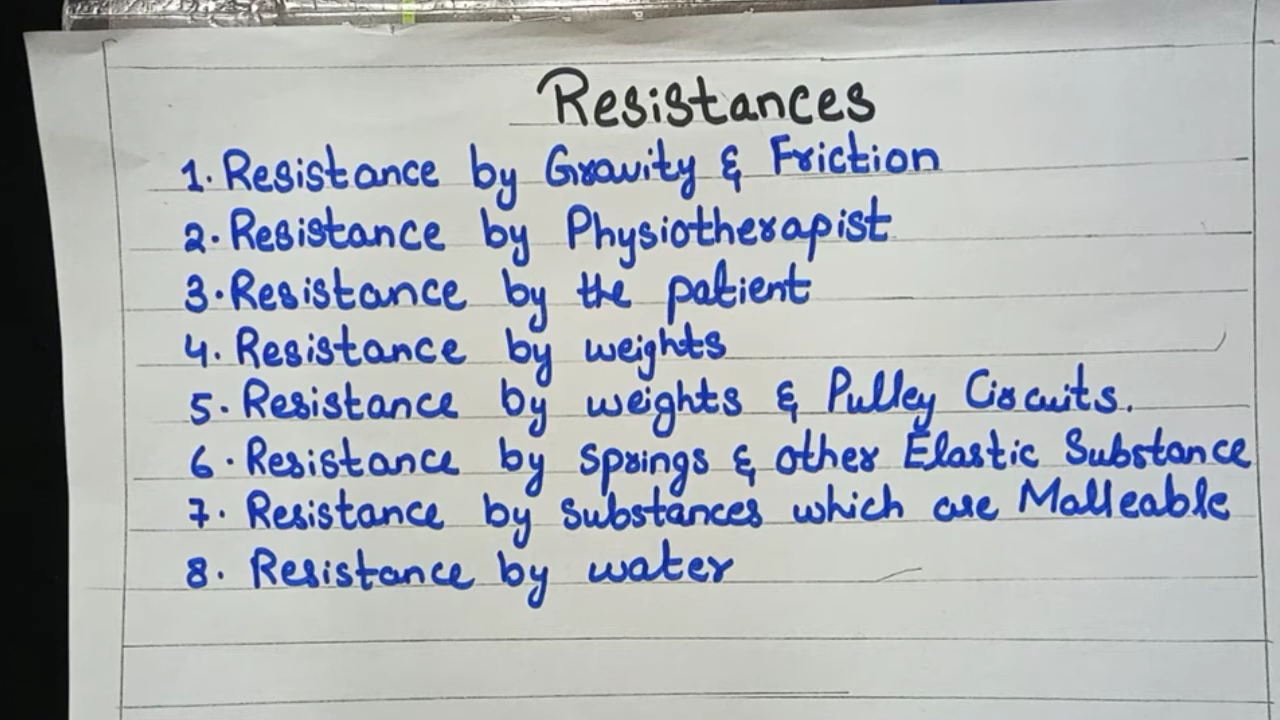 Resistances
1. Resistance by Gravity & Friction
2. Resistance by Physiotherapist
3. Resistance by the patient
4. Resistance by weights
5. Resistance by weights & Pulley Circuits.
6. Resistance by springs & other Elastic Substance
7. Resistance by substances which are Malleable
8. Resistance by water